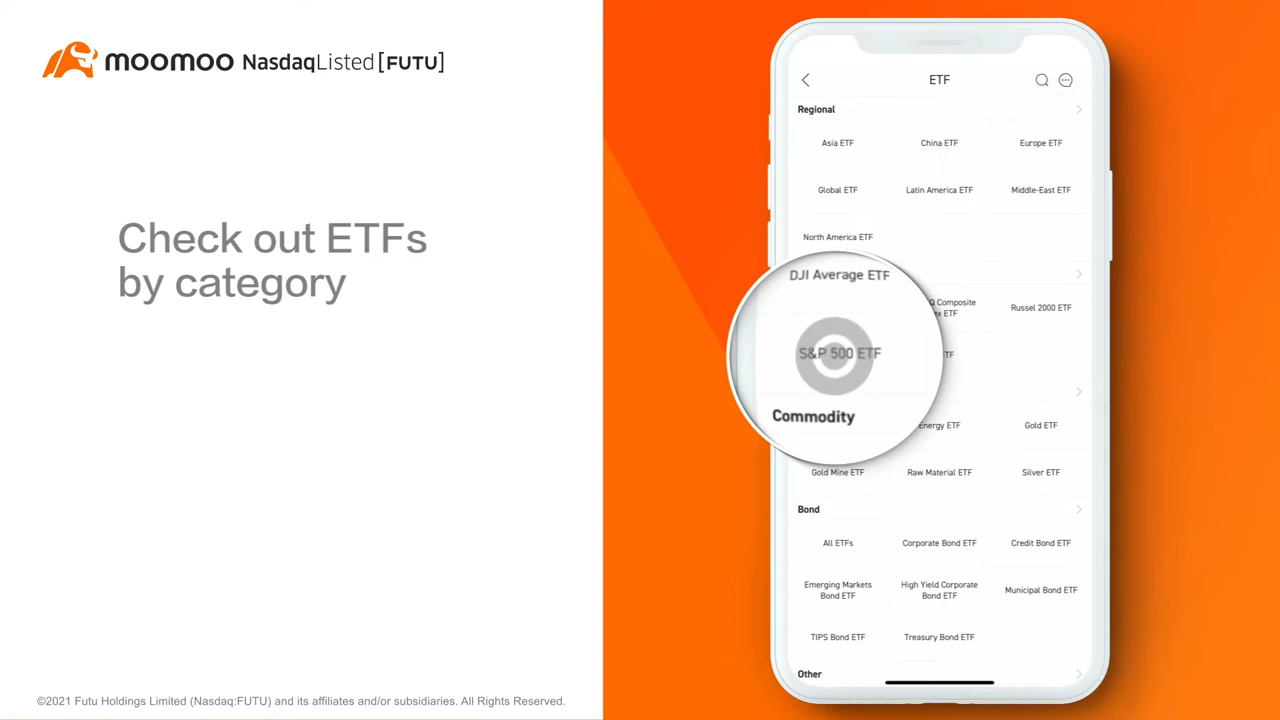 moomoo NasdaqListed [FUTU]
Check out ETFs
by category
©2021 Futu Holdings Limited (Nasdaq:FUTU) and its affiliates and/or subsidiaries. All Rights Reserved.
ETF
Regional
Asia ETF China ETF Europe ETF
Global ETF Latin America ETF Middle-East ETF
North America ETF
DJI Average ETF
Q Composite
ex ETF
Russel 2000 ETF
S&P 500 ETF
TF
Commodity
Energy ETF Gold ETF
Gold Mine ETF Raw Material ETF Silver ETF
Bond
All ETFs Corporate Bond ETF Credit Bond ETF
Emerging Markets
Bond ETF
High Yield Corporate
Bond ETF
Municipal Bond ETF
TIPS Bond ETF Treasury Bond ETF
Other